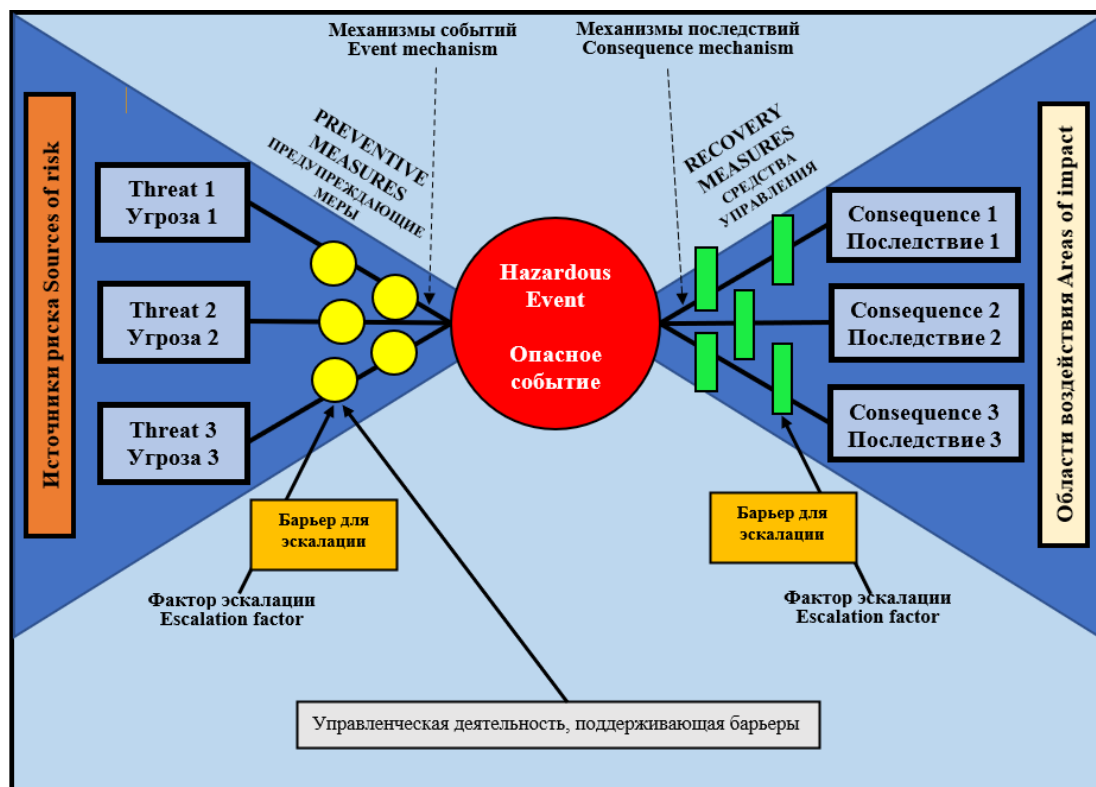 Механизмы событий
Event mechanism
Механизмы последствий
Consequence mechanism
Источники риска Sources of risk
PREVENTIVE
MEASURES
ПРЕДУПРЕЖДАЮЩИЕ
МЕРЫ
RECOVERY
MEASURES
СРЕДСТВА
УПРАВЛЕНИЯ
Области воздействия Areas of impact
Threat 1
Угроза 1
Threat 2
Угроза 2
Threat 3
Угроза 3
Hazardous
Event
Опасное
событие
Consequence 1
Последствие 1
Consequence 2
Последствие 2
Consequence 3
Последствие 3
Барьер для
эскалации
Барьер для
эскалации
Фактор эскалации
Escalation factor
Фактор эскалации
Escalation factor
Управленческая деятельность, поддерживающая барьеры